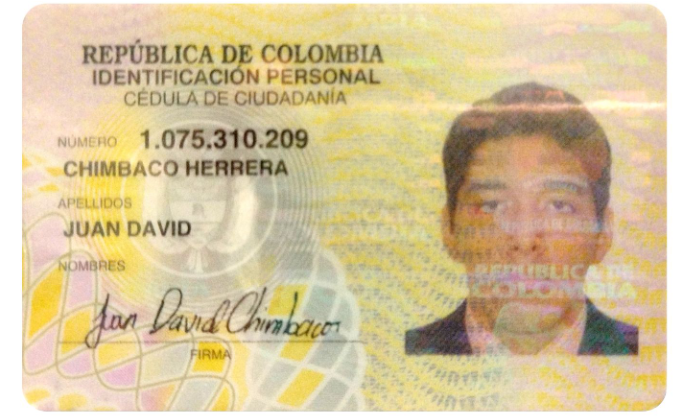 REPÚBLICA DE COLOMBIA
IDENTIFICACIÓN PERSONAL
CÉDULA DE CIUDADANÍA
NÚMERO 1.075.310.209
CHIMBACO HERRERA
APELLIDOS
JUAN DAVID
NOMBRES
Juan David Chimbaco
FIRMA
REPÚBLICA DE
COLOMBIA